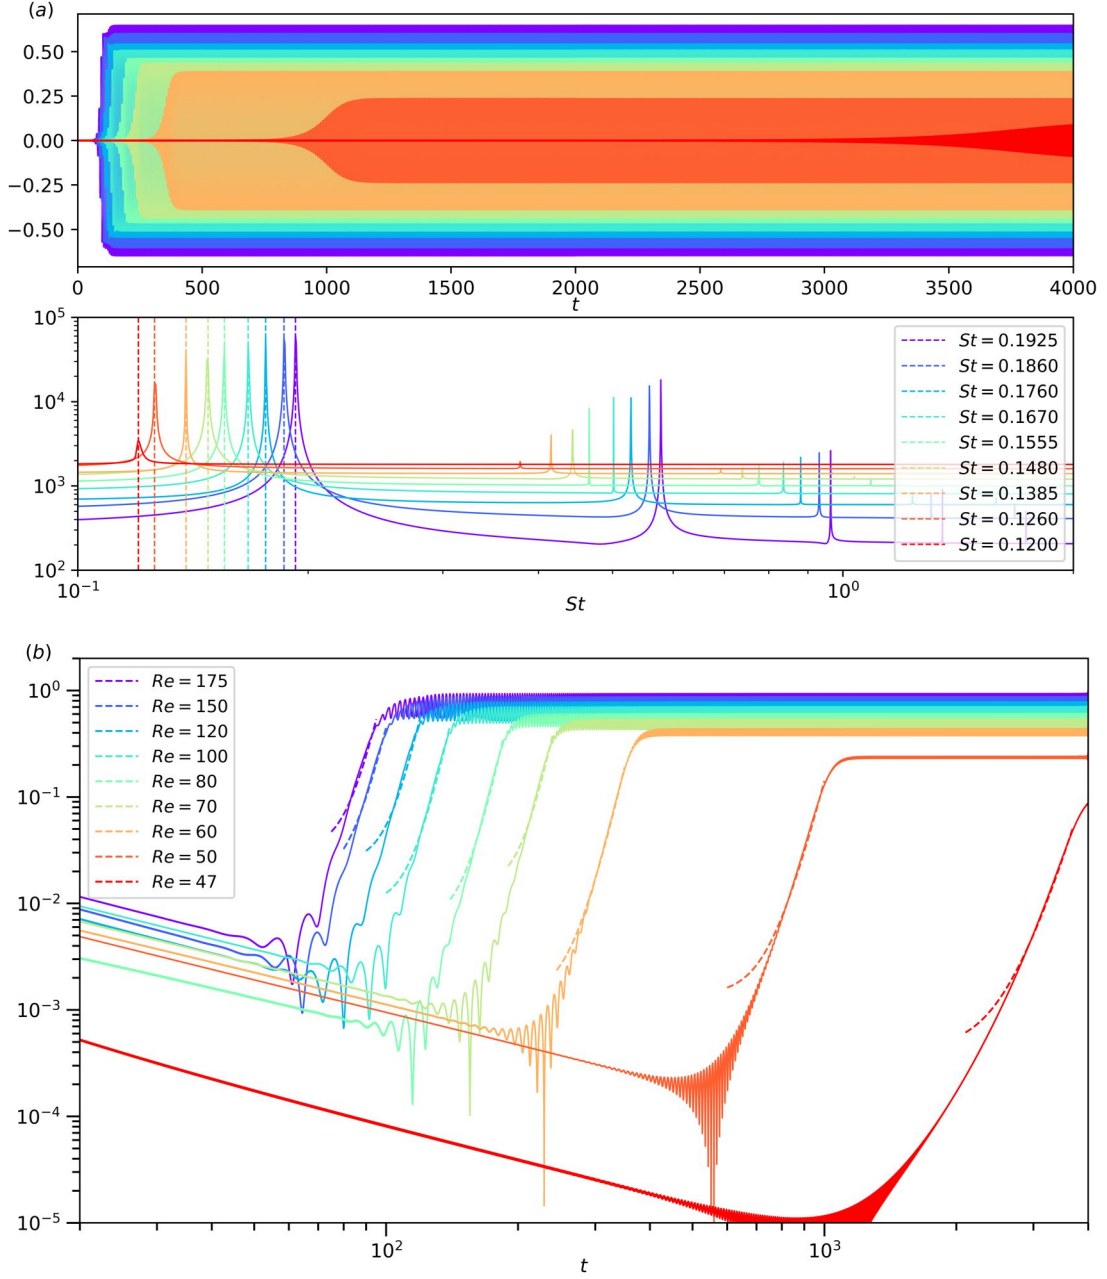 (a)
0.50
0.25
0.00
−0.25
−0.50
0 500 1000 1500 2000 2500 3000 3500 4000
t
10^5
10^4
10^3
10^2
St = 0.1925
St = 0.1860
St = 0.1760
St = 0.1670
St = 0.1555
St = 0.1480
St = 0.1385
St = 0.1260
St = 0.1200
10^−1 10^0
St
(b)
10^0
10^−1
10^−2
10^−3
10^−4
10^−5
Re = 175
Re = 150
Re = 120
Re = 100
Re = 80
Re = 70
Re = 60
Re = 50
Re = 47
10^2 10^3
t